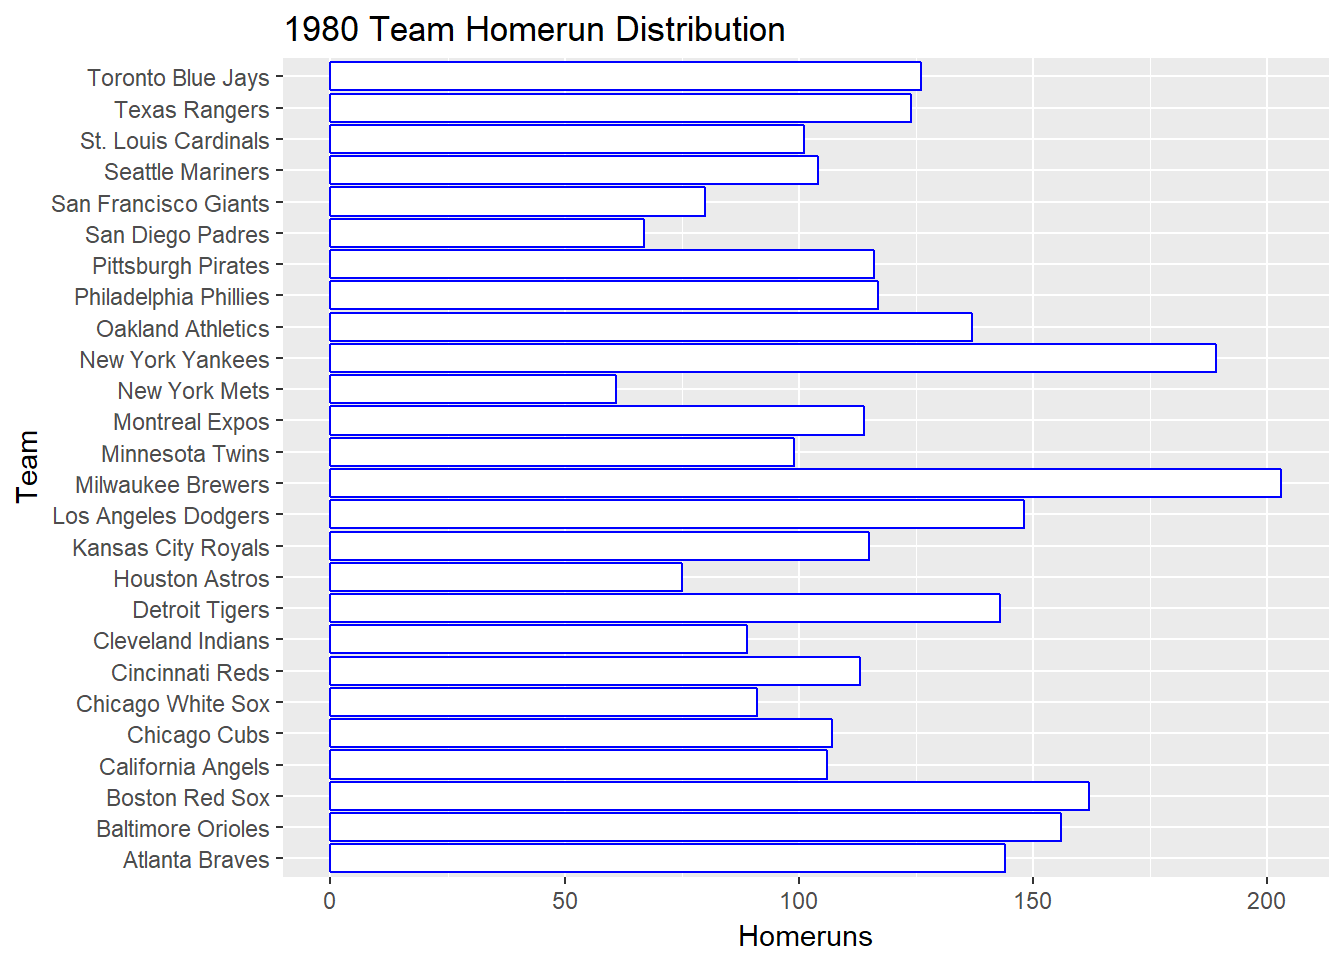 1980 Team Homerun Distribution
Toronto Blue Jays
Texas Rangers
St. Louis Cardinals
Seattle Mariners
San Francisco Giants
San Diego Padres
Pittsburgh Pirates
Philadelphia Phillies
Oakland Athletics
New York Yankees
New York Mets
Montreal Expos
Minnesota Twins
Milwaukee Brewers
Los Angeles Dodgers
Kansas City Royals
Houston Astros
Detroit Tigers
Cleveland Indians
Cincinnati Reds
Chicago White Sox
Chicago Cubs
California Angels
Boston Red Sox
Baltimore Orioles
Atlanta Braves
Team
0 50 100 150 200
Homeruns